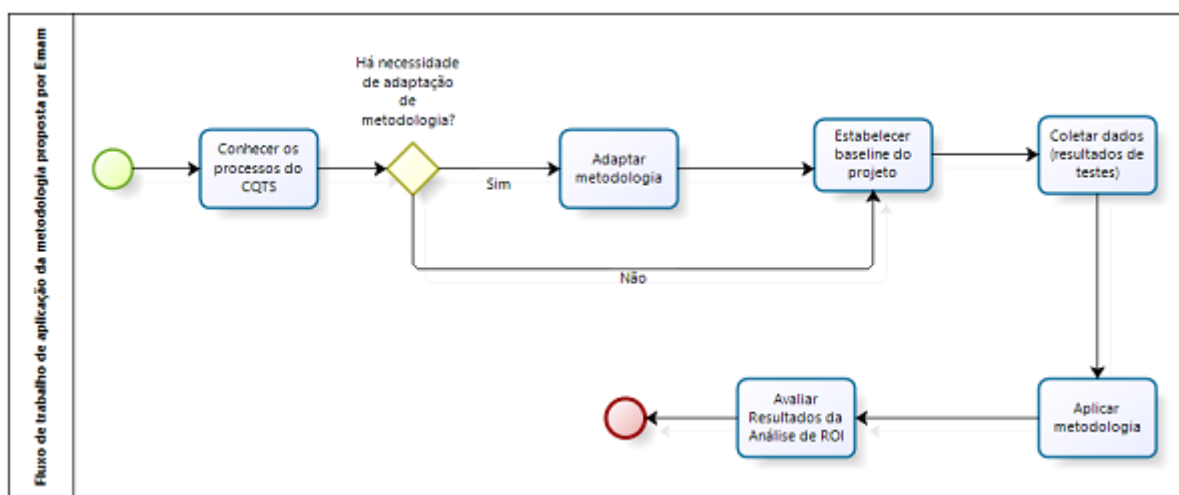 Fluxo de trabalho de aplicação da metodologia proposta por Emam
Há necessidade
de adaptação
de
metodologia?
Conhecer os
processos do
CQTS
Sim
Adaptar
metodologia
Estabelecer
baseline do
projeto
Coletar dados
(resultados de
testes)
Não
Avaliar
Resultados da
Análise de ROI
Aplicar
metodologia